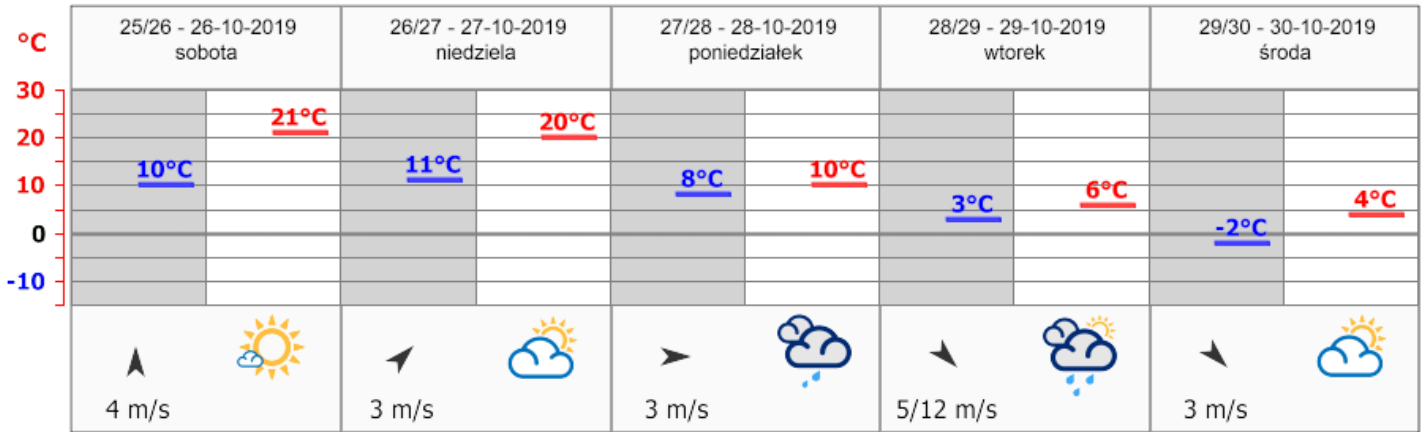 °C
25/26 - 26-10-2019
sobota
26/27 - 27-10-2019
niedziela
27/28 - 28-10-2019
poniedziałek
28/29 - 29-10-2019
wtorek
29/30 - 30-10-2019
środa
30
20
10
0
-10
10°C
21°C
11°C
20°C
8°C
10°C
3°C
6°C
-2°C
4°C
4 m/s
3 m/s
3 m/s
5/12 m/s
3 m/s